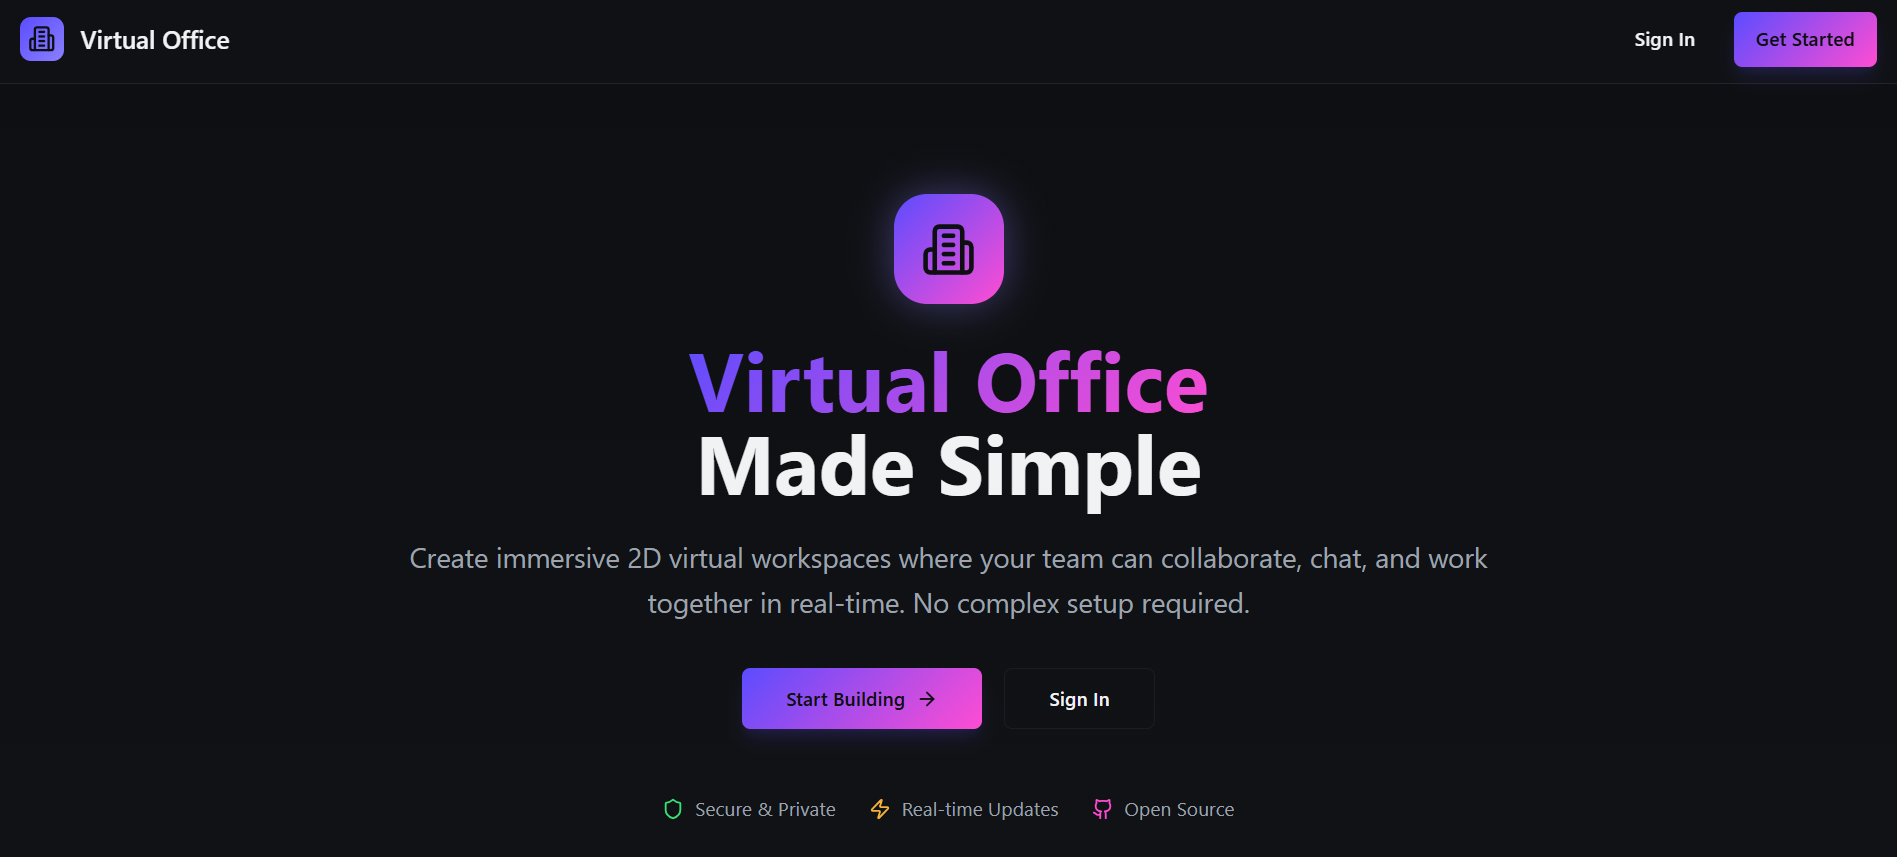 Virtual Office
Sign In
Get Started
Virtual Office
Made Simple
Create immersive 2D virtual workspaces where your team can collaborate, chat, and work
together in real-time. No complex setup required.
Start Building
Sign In
Secure & Private
Real-time Updates
Open Source